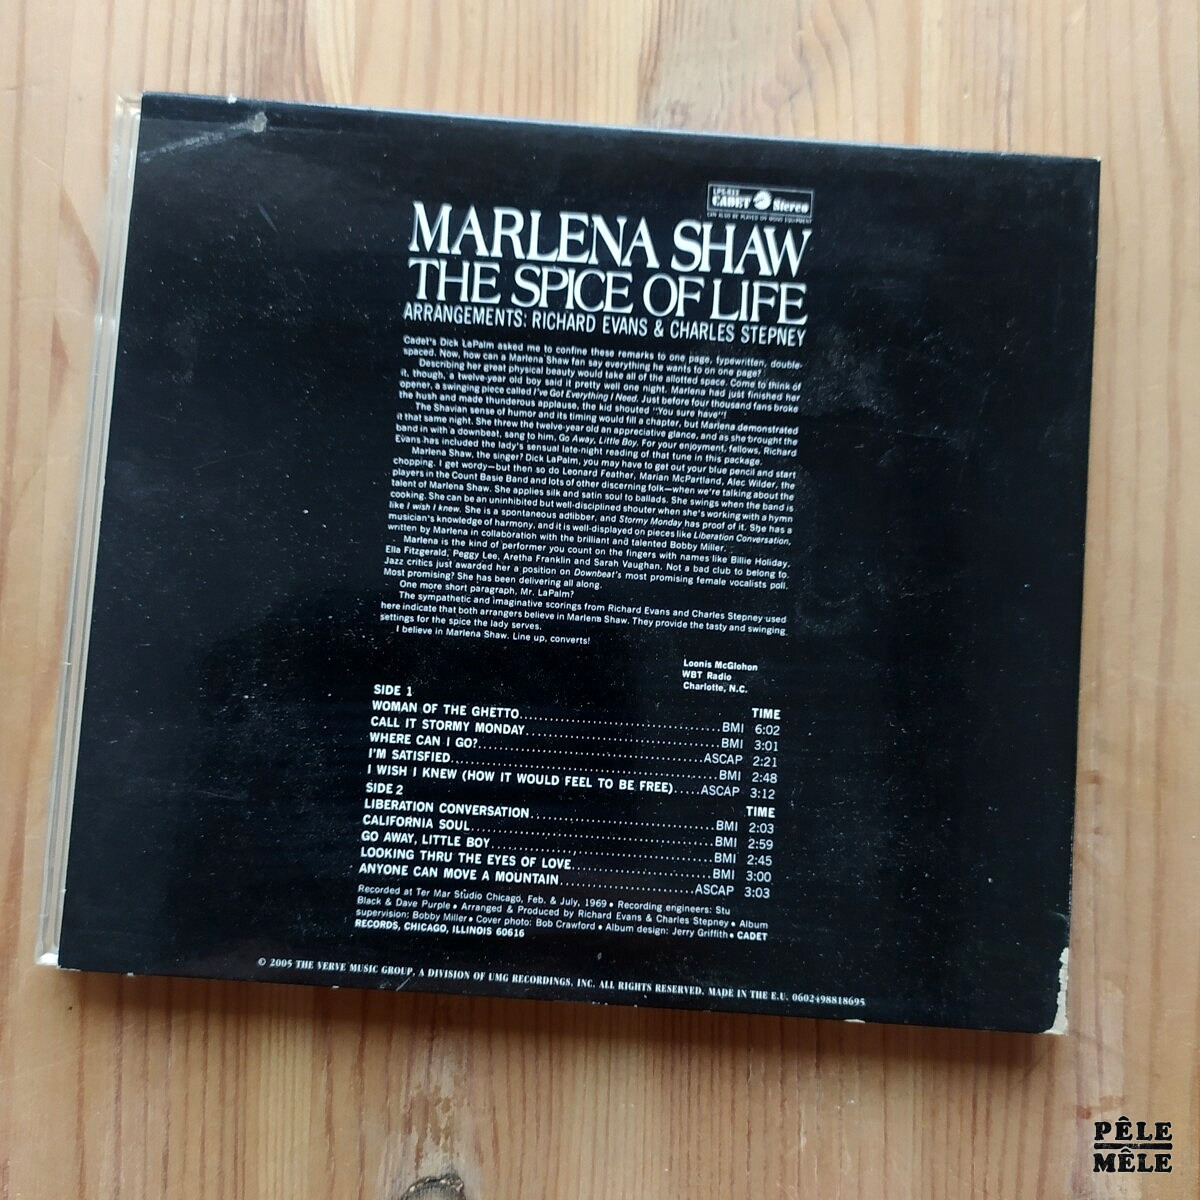 LPS-833
CADET Stereo
CAN ALSO BE PLAYED ON MONO EQUIPMENT
MARLENA SHAW
THE SPICE OF LIFE
ARRANGEMENTS: RICHARD EVANS & CHARLES STEPNEY
Cadet's Dick LaPalm asked me to confine these remarks to one page, typewritten, double-
spaced. Now, how can a Marlena Shaw fan say everything he wants to on one page?
Describing her great physical beauty would take all of the allotted space. Come to think of
it, though, a twelve-year old boy said it pretty well one night. Marlena had just finished her
opener, a swinging piece called I've Got Everything I Need. Just before four thousand fans broke
the hush and made thunderous applause, the kid shouted "You sure have"!
The Shavian sense of humor and its timing would fill a chapter, but Marlena demonstrated
it that same night. She threw the twelve-year old an appreciative glance, and as she brought the
band in with a downbeat, sang to him, Go Away, Little Boy. For your enjoyment, fellows, Richard
Evans has included the lady's sensual late-night reading of that tune in this package.
Marlena Shaw, the singer? Dick LaPalm, you may have to get out your blue pencil and start
chopping. I get wordy—but then so do Leonard Feather, Marian McPartland, Alec Wilder, the
players in the Count Basie Band and lots of other discerning folk—when we're talking about the
talent of Marlena Shaw. She applies silk and satin soul to ballads. She swings when the band is
cooking. She can be an uninhibited but well-disciplined shouter when she's working with a hymn
like I wish I knew. She is a spontaneous adlibber, and Stormy Monday has proof of it. She has a
musician's knowledge of harmony, and it is well-displayed on pieces like Liberation Conversation,
written by Marlena in collaboration with the brilliant and talented Bobby Miller.
Marlena is the kind of performer you count on the fingers with names like Billie Holiday,
Ella Fitzgerald, Peggy Lee, Aretha Franklin and Sarah Vaughan. Not a bad club to belong to.
Jazz critics just awarded her a position on Downbeat's most promising female vocalists poll.
Most promising? She has been delivering all along.
One more short paragraph, Mr. LaPalm?
The sympathetic and imaginative scorings from Richard Evans and Charles Stepney used
here indicate that both arrangers believe in Marlena Shaw. They provide the tasty and swinging
settings for the spice the lady serves.
I believe in Marlena Shaw. Line up, converts!
Loonis McGlohon
WBT Radio
Charlotte, N.C.
SIDE 1 TIME
WOMAN OF THE GHETTO BMI 6:02
CALL IT STORMY MONDAY BMI 3:01
WHERE CAN I GO? ASCAP 2:21
I'M SATISFIED BMI 2:48
I WISH I KNEW (HOW IT WOULD FEEL TO BE FREE) ASCAP 3:12
SIDE 2 TIME
LIBERATION CONVERSATION BMI 2:03
CALIFORNIA SOUL BMI 2:59
GO AWAY, LITTLE BOY BMI 2:45
LOOKING THRU THE EYES OF LOVE BMI 3:00
ANYONE CAN MOVE A MOUNTAIN ASCAP 3:03
Recorded at Ter Mar Studio Chicago, Feb. & July, 1969 • Recording engineers: Stu
Black & Dave Purple • Arranged & Produced by Richard Evans & Charles Stepney • Album
supervision: Bobby Miller • Cover photo: Bob Crawford • Album design: Jerry Griffith • CADET
RECORDS, CHICAGO, ILLINOIS 60616
© 2005 THE VERVE MUSIC GROUP, A DIVISION OF UMG RECORDINGS, INC. ALL RIGHTS RESERVED. MADE IN THE E.U. 0602498818695
PÊLE
MÊLE